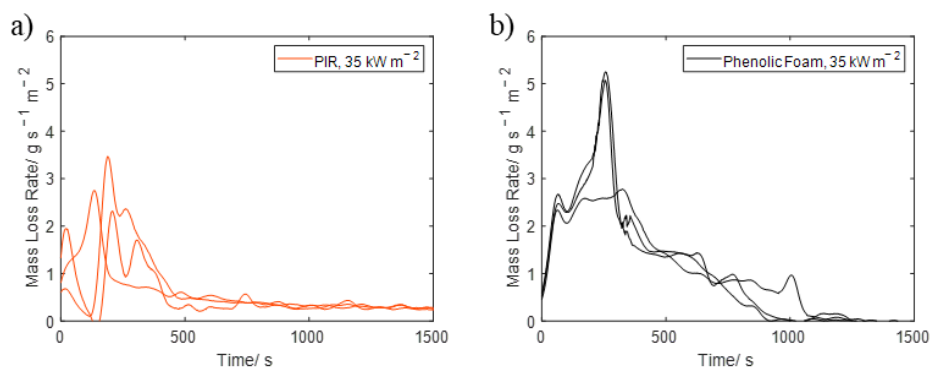 a)
6
5
4
3
2
1
0
Mass Loss Rate/ g s⁻¹ m⁻²
PIR, 35 kW m⁻²
0 500 1000 1500
Time/ s
b)
6
5
4
3
2
1
0
Mass Loss Rate/ g s⁻¹ m⁻²
Phenolic Foam, 35 kW m⁻²
0 500 1000 1500
Time/ s